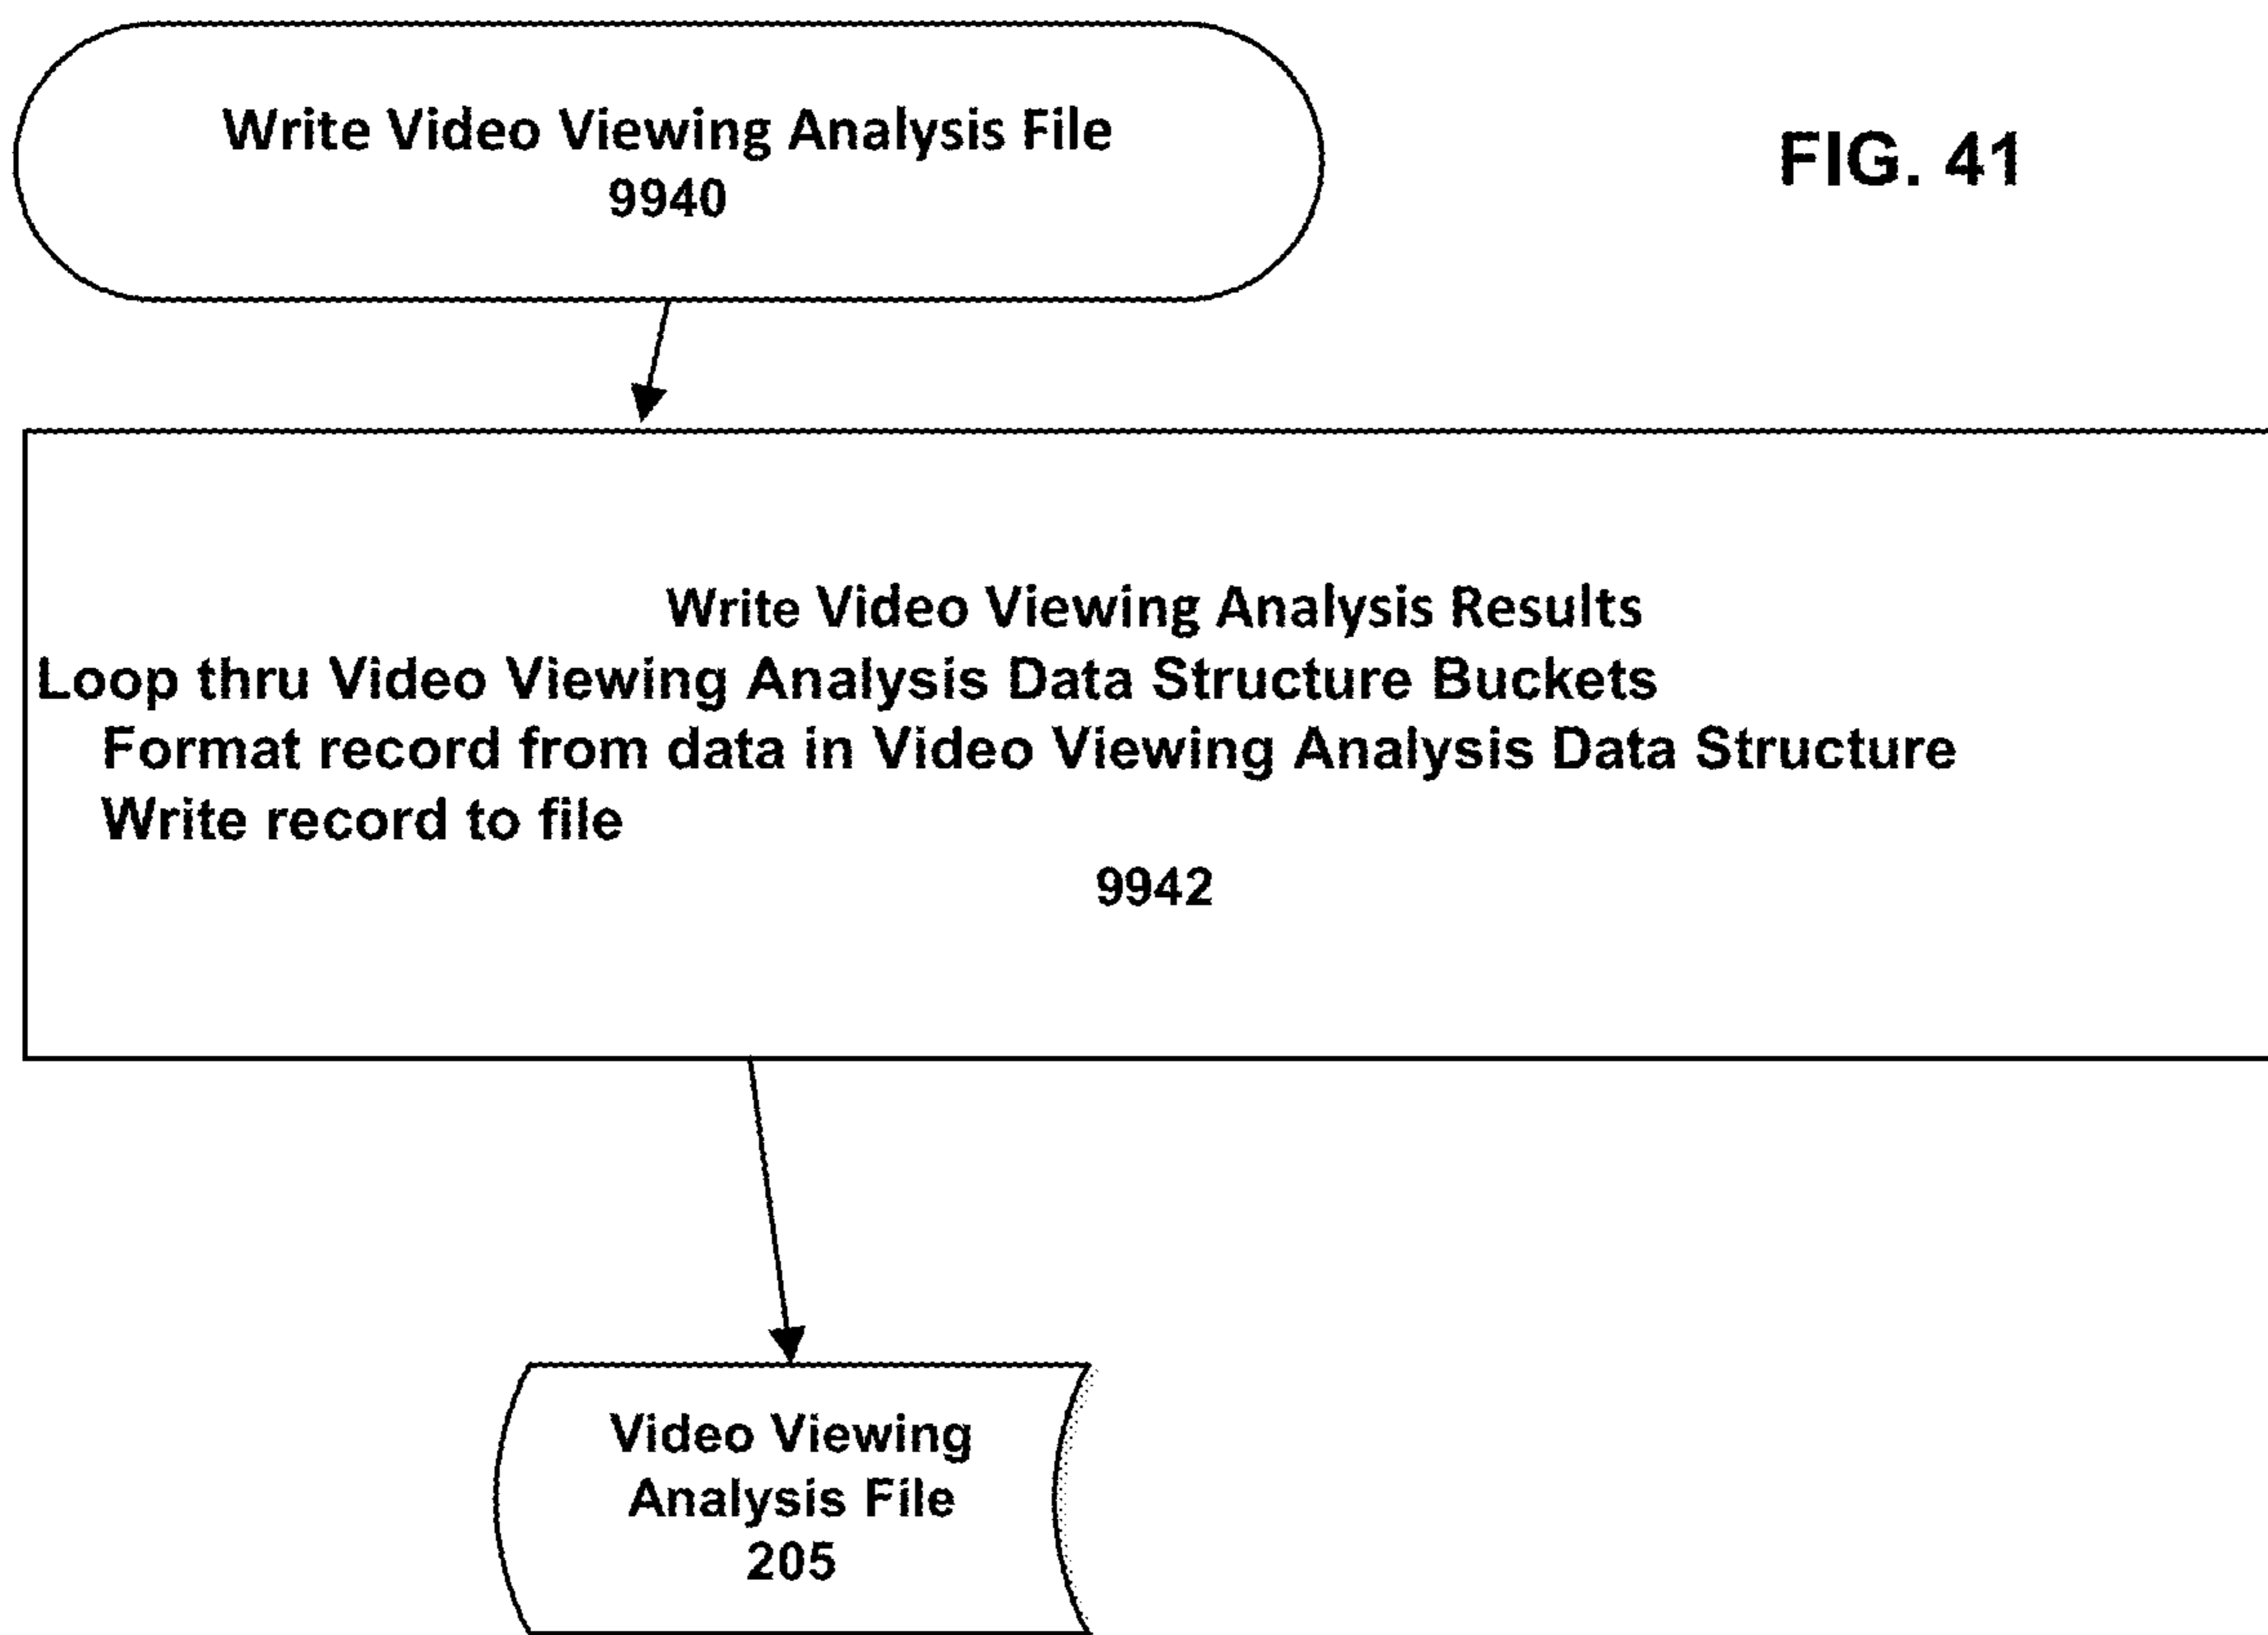 Write Video Viewing Analysis File
9940
FIG. 41
Write Video Viewing Analysis Results
Loop thru Video Viewing Analysis Data Structure Buckets
Format record from data in Video Viewing Analysis Data Structure
Write record to file
9942
Video Viewing
Analysis File
205